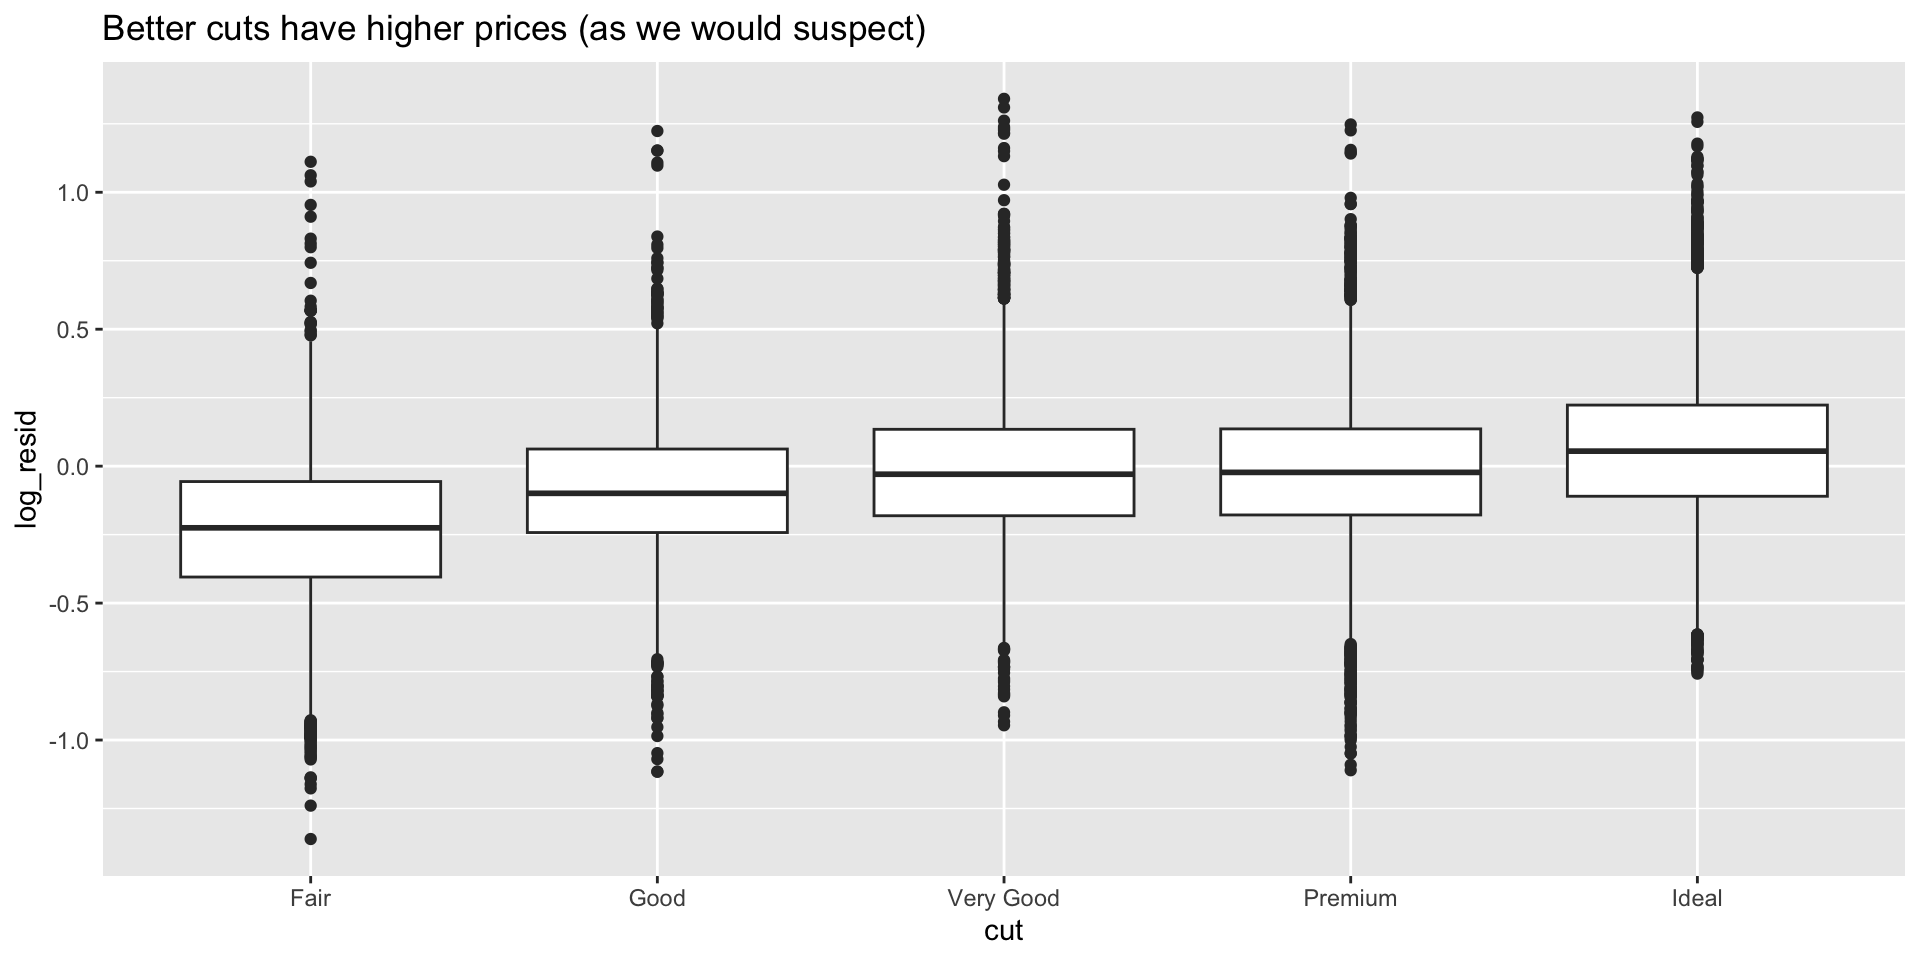 Better cuts have higher prices (as we would suspect)
log_resid
1.0
0.5
0.0
-0.5
-1.0
Fair Good Very Good Premium Ideal
cut